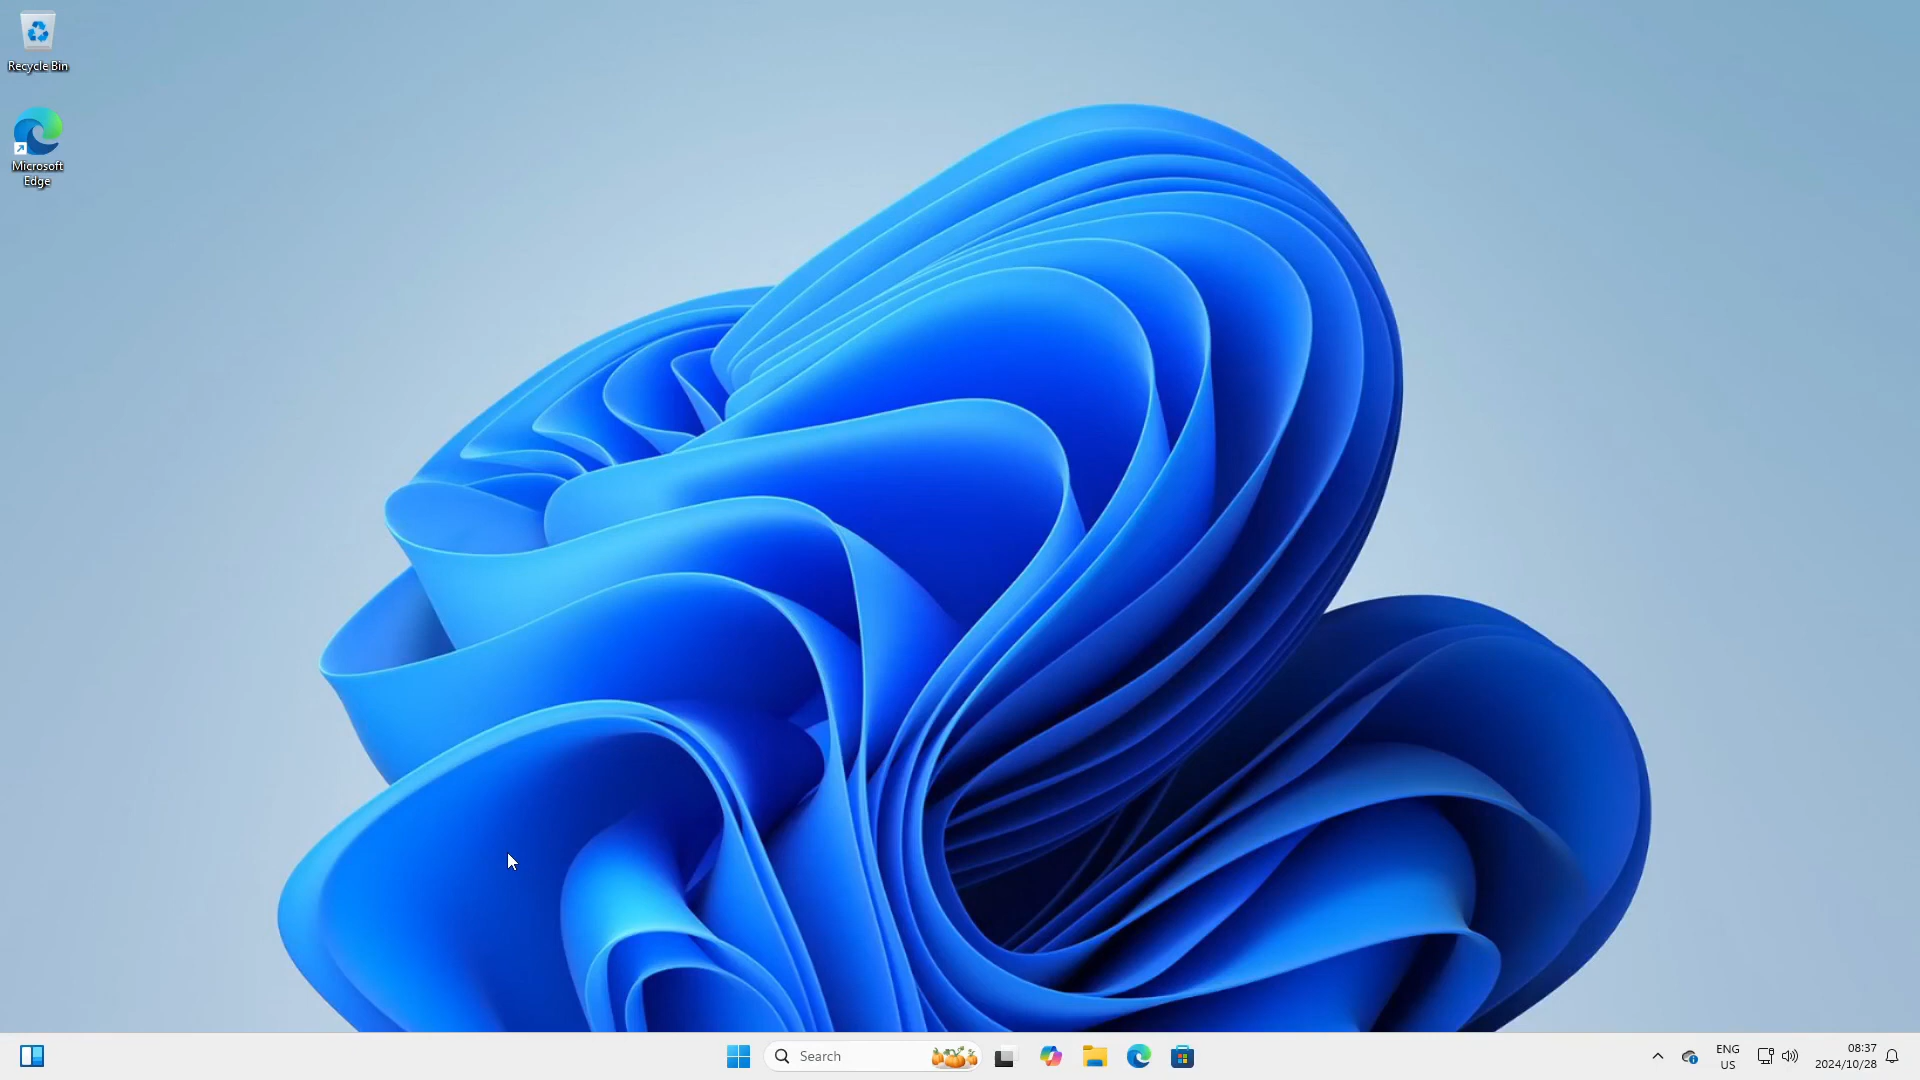 Recycle Bin
Microsoft
Edge
Search
ENG
US
08:37
2024/10/28